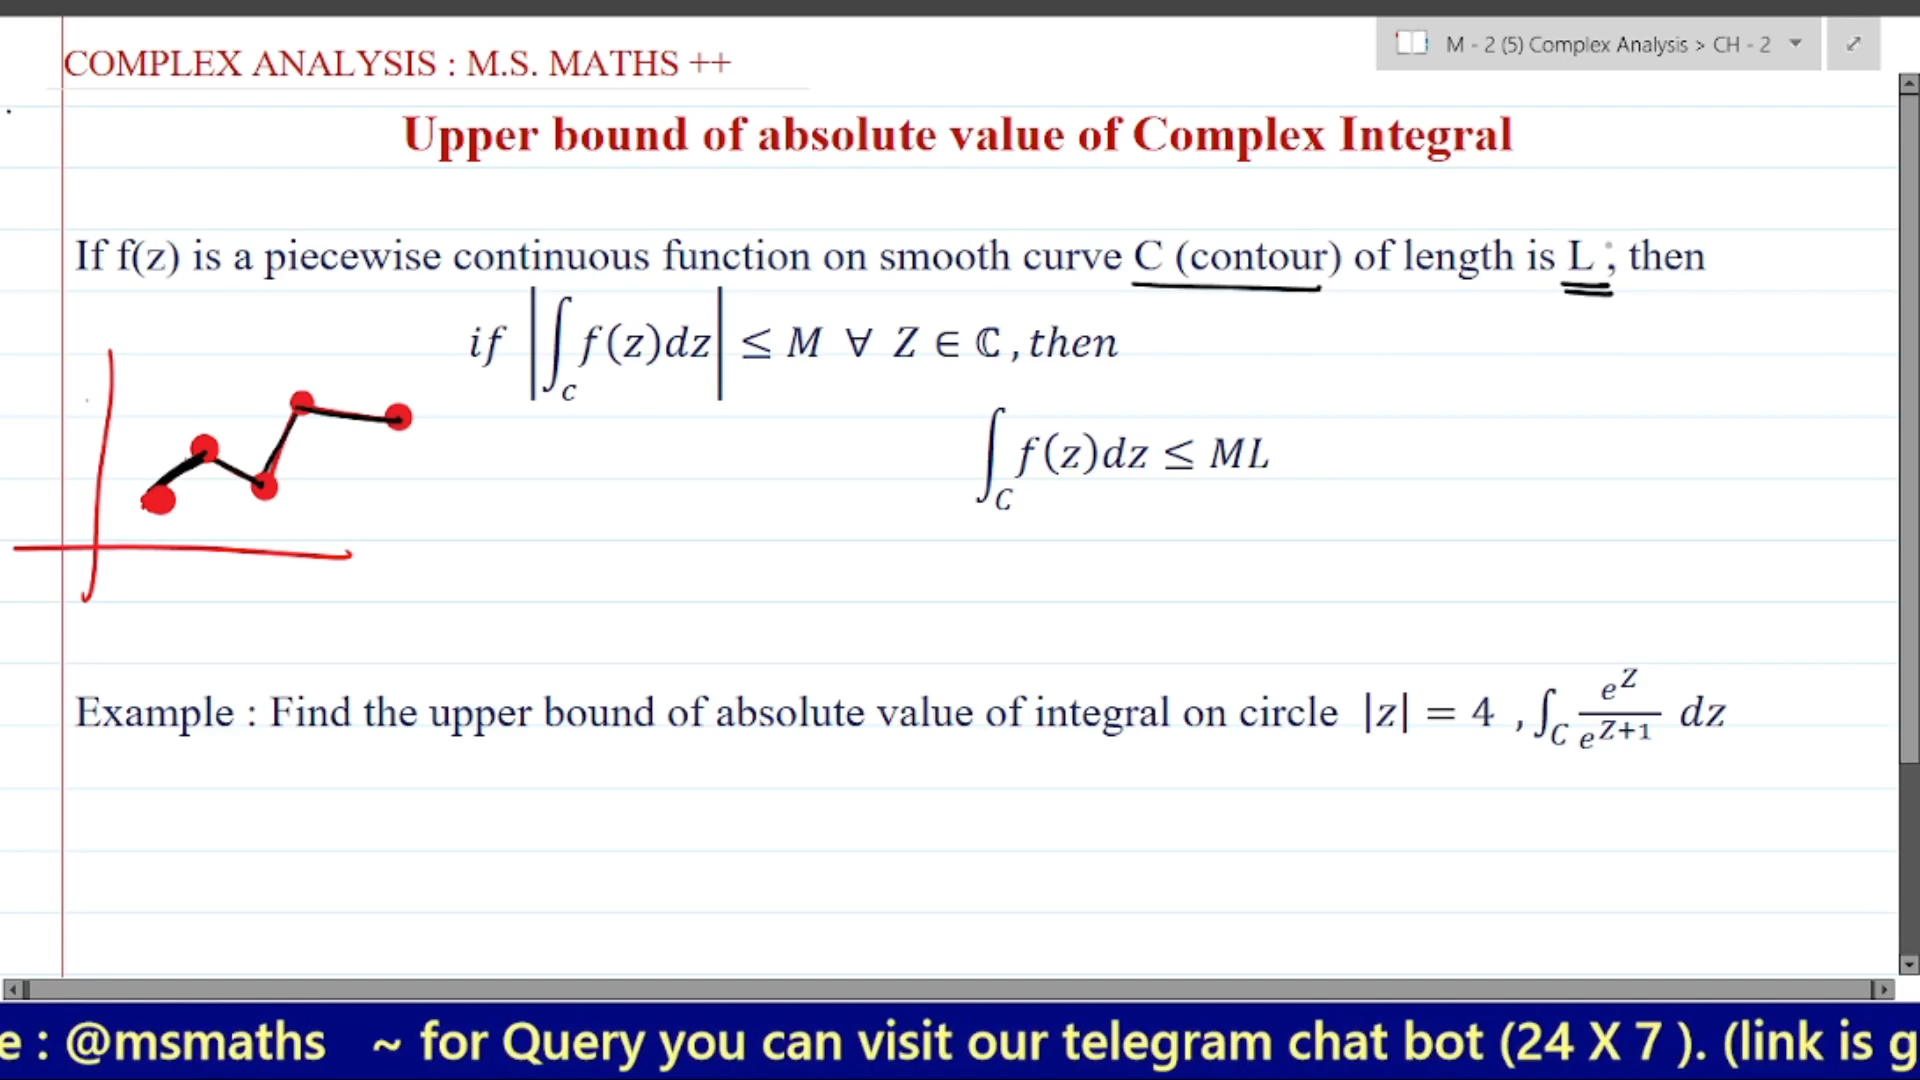 COMPLEX ANALYSIS : M.S. MATHS ++
M - 2 (5) Complex Analysis > CH - 2
Upper bound of absolute value of Complex Integral
If f(z) is a piecewise continuous function on smooth curve C (contour) of length is L ; then
if |∫_c f(z)dz| ≤ M ∀ Z ∈ ℂ , then
∫_C f(z)dz ≤ ML
Example : Find the upper bound of absolute value of integral on circle |z| = 4 , ∫_C e^Z / e^{Z+1} dz
e : @msmaths ~ for Query you can visit our telegram chat bot (24 X 7 ). (link is g